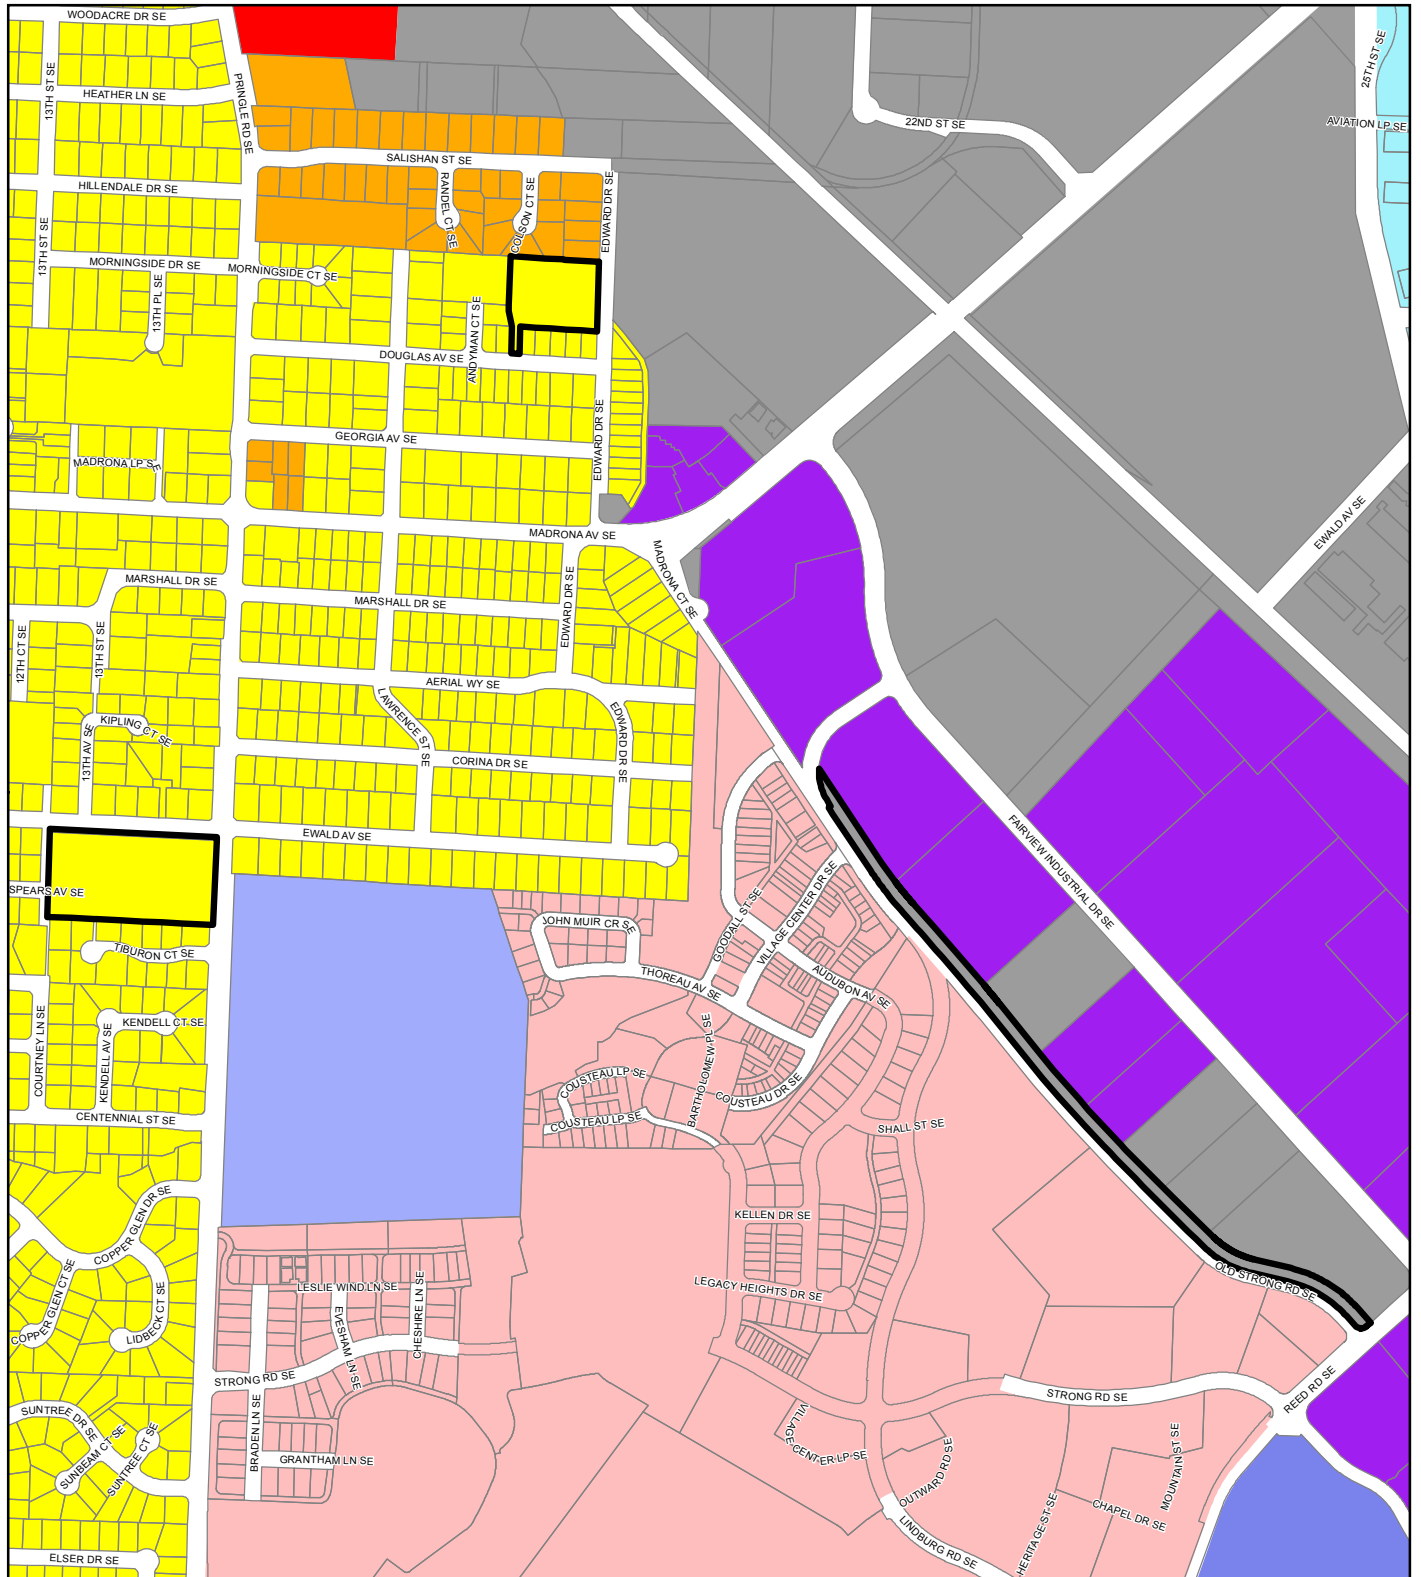 WOODACRE DR SE
13TH ST SE
PRINGLE RD SE
HEATHER LN SE
25TH ST SE
22ND ST SE
AVIATION LP SE
SALISHAN ST SE
HILLENDALE DR SE
RANDEL CT SE
COLSON CT SE
EDWARD DR SE
13TH ST SE
MORNINGSIDE DR SE
MORNINGSIDE CT SE
13TH PL SE
ANDYMAN CT SE
DOUGLAS AV SE
EDWARD DR SE
GEORGIA AV SE
MADRONA LP SE
MADRONA AV SE
EWALD AV SE
MADRONA CT SE
MARSHALL DR SE
MARSHALL DR SE
EDWARD DR SE
12TH CT SE
13TH ST SE
AERIAL WY SE
LAWRENCE ST SE
EDWARD DR SE
KIPLING CT SE
13TH AV SE
CORINA DR SE
EWALD AV SE
FAIRVIEW INDUSTRIAL DR SE
SPEARS AV SE
GOODALL ST SE
VILLAGE CENTER DR SE
JOHN MUIR CR SE
TIBURON CT SE
THOREAU AV SE
AUDUBON AV SE
KENDELL CT SE
COURTNEY LN SE
KENDELL AV SE
BARTHOLOMEW PL SE
COUSTEAU LP SE
COUSTEAU DR SE
CENTENNIAL ST SE
COUSTEAU LP SE
SHALL ST SE
COPPER GLEN DR SE
KELLEN DR SE
OLD STRONG RD SE
COPPER GLEN CT SE
LIDBECK CT SE
LESLIE WIND LN SE
LEGACY HEIGHTS DR SE
EVESHAM LN SE
CHESHIRE LN SE
STRONG RD SE
STRONG RD SE
REED RD SE
SUNTREE DR SE
SUNBEAM CT SE
SUNTREE CT SE
BRADEN LN SE
GRANTHAM LN SE
VILLAGE CENTER LP SE
OUTWARD RD SE
MOUNTAIN ST SE
CHAPEL DR SE
HERITAGE ST SE
LINDBURG RD SE
ELSER DR SE